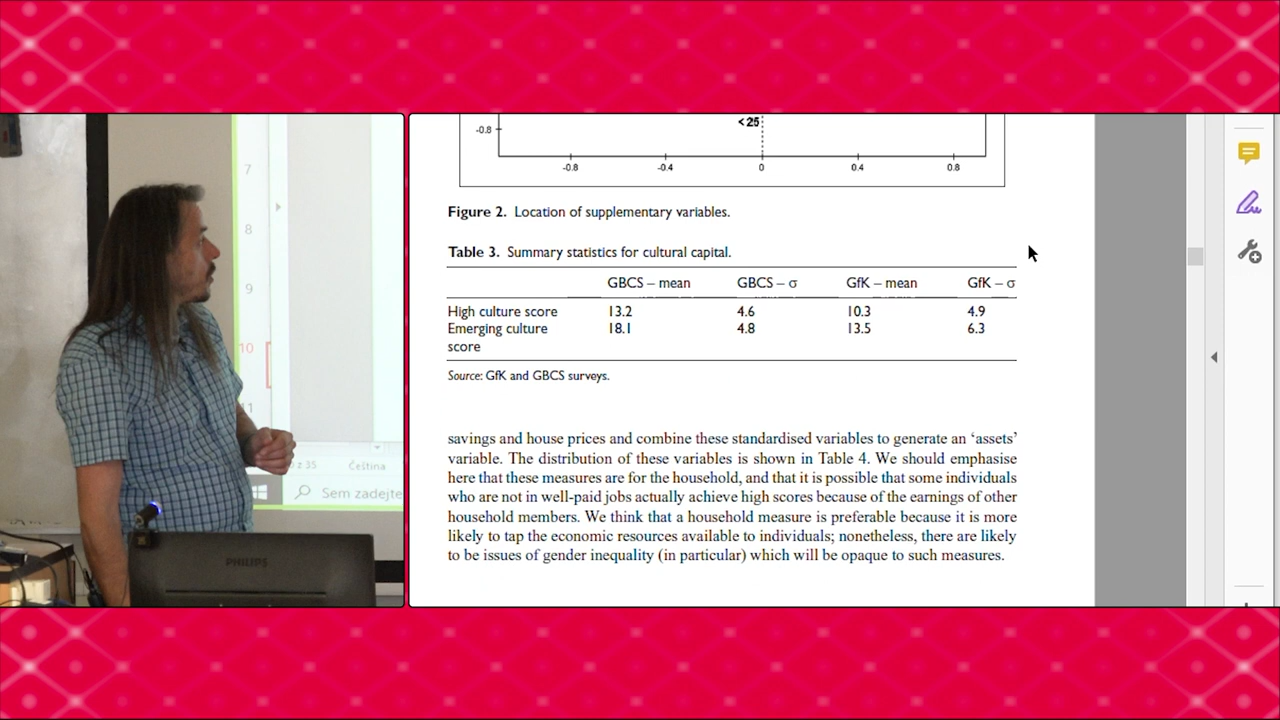 7
8
9
10
11
z 35 Čeština
Sem zadejte
PHILIPS
<25
-0.8
-0.8 -0.4 0 0.4 0.8
Figure 2. Location of supplementary variables.
Table 3. Summary statistics for cultural capital.
GBCS – mean GBCS – σ GfK – mean GfK – σ
High culture score 13.2 4.6 10.3 4.9
Emerging culture 18.1 4.8 13.5 6.3
score
Source: GfK and GBCS surveys.
savings and house prices and combine these standardised variables to generate an ‘assets’
variable. The distribution of these variables is shown in Table 4. We should emphasise
here that these measures are for the household, and that it is possible that some individuals
who are not in well-paid jobs actually achieve high scores because of the earnings of other
household members. We think that a household measure is preferable because it is more
likely to tap the economic resources available to individuals; nonetheless, there are likely
to be issues of gender inequality (in particular) which will be opaque to such measures.